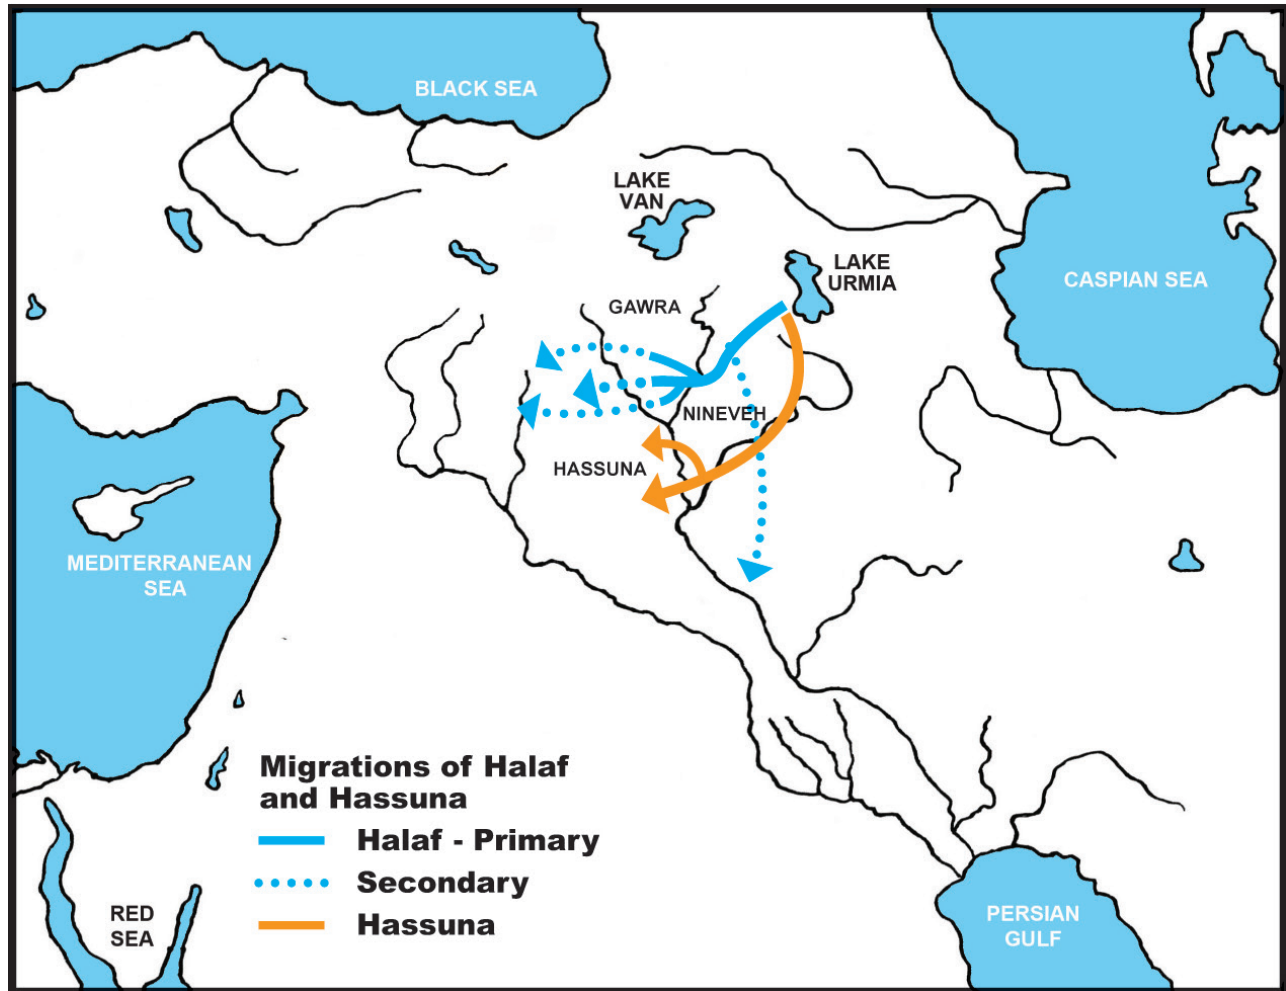 BLACK SEA
LAKE
VAN
LAKE
URMIA
CASPIAN SEA
GAWRA
NINEVEH
HASSUNA
MEDITERRANEAN
SEA
Migrations of Halaf
and Hassuna
Halaf - Primary
Secondary
Hassuna
RED
SEA
PERSIAN
GULF